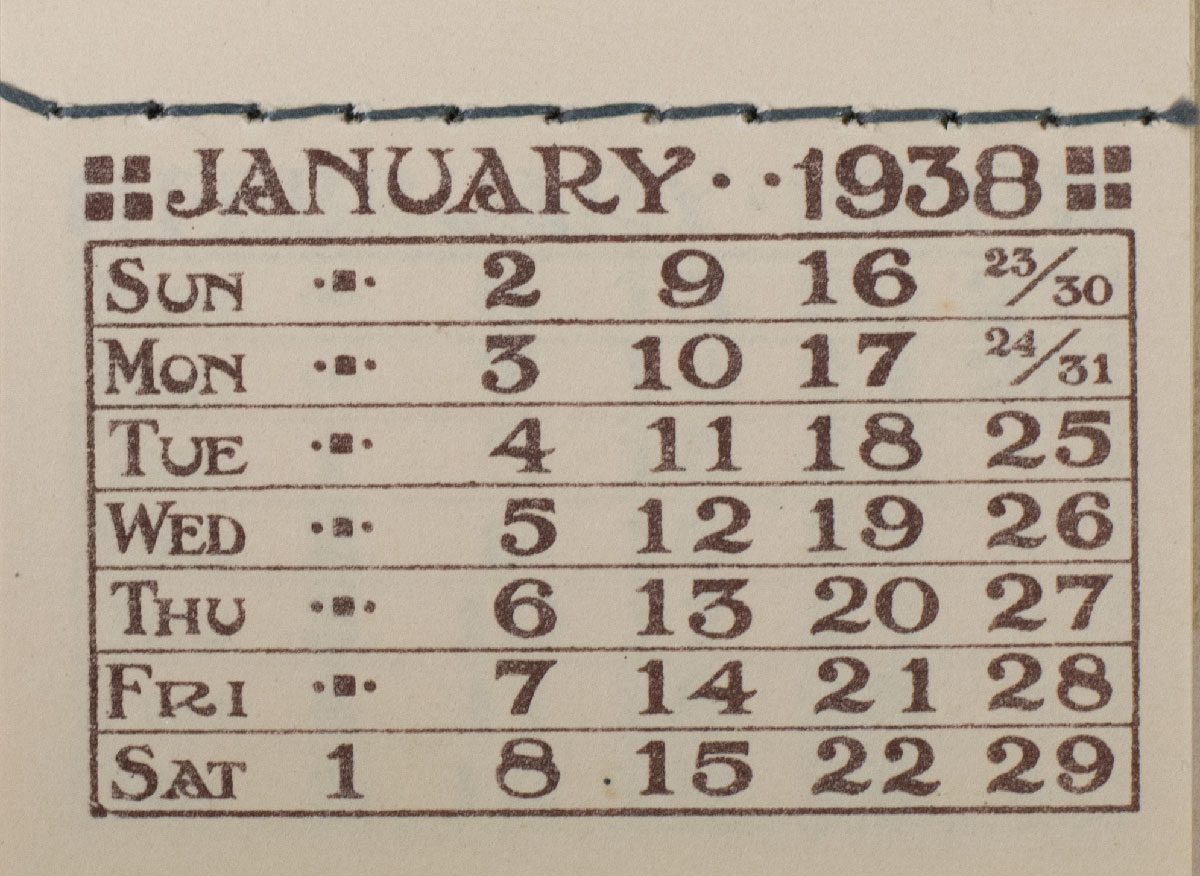 JANUARY · · 1938
SUN 2 9 16 23/30
MON 3 10 17 24/31
TUE 4 11 18 25
WED 5 12 19 26
THU 6 13 20 27
FRI 7 14 21 28
SAT 1 8 15 22 29